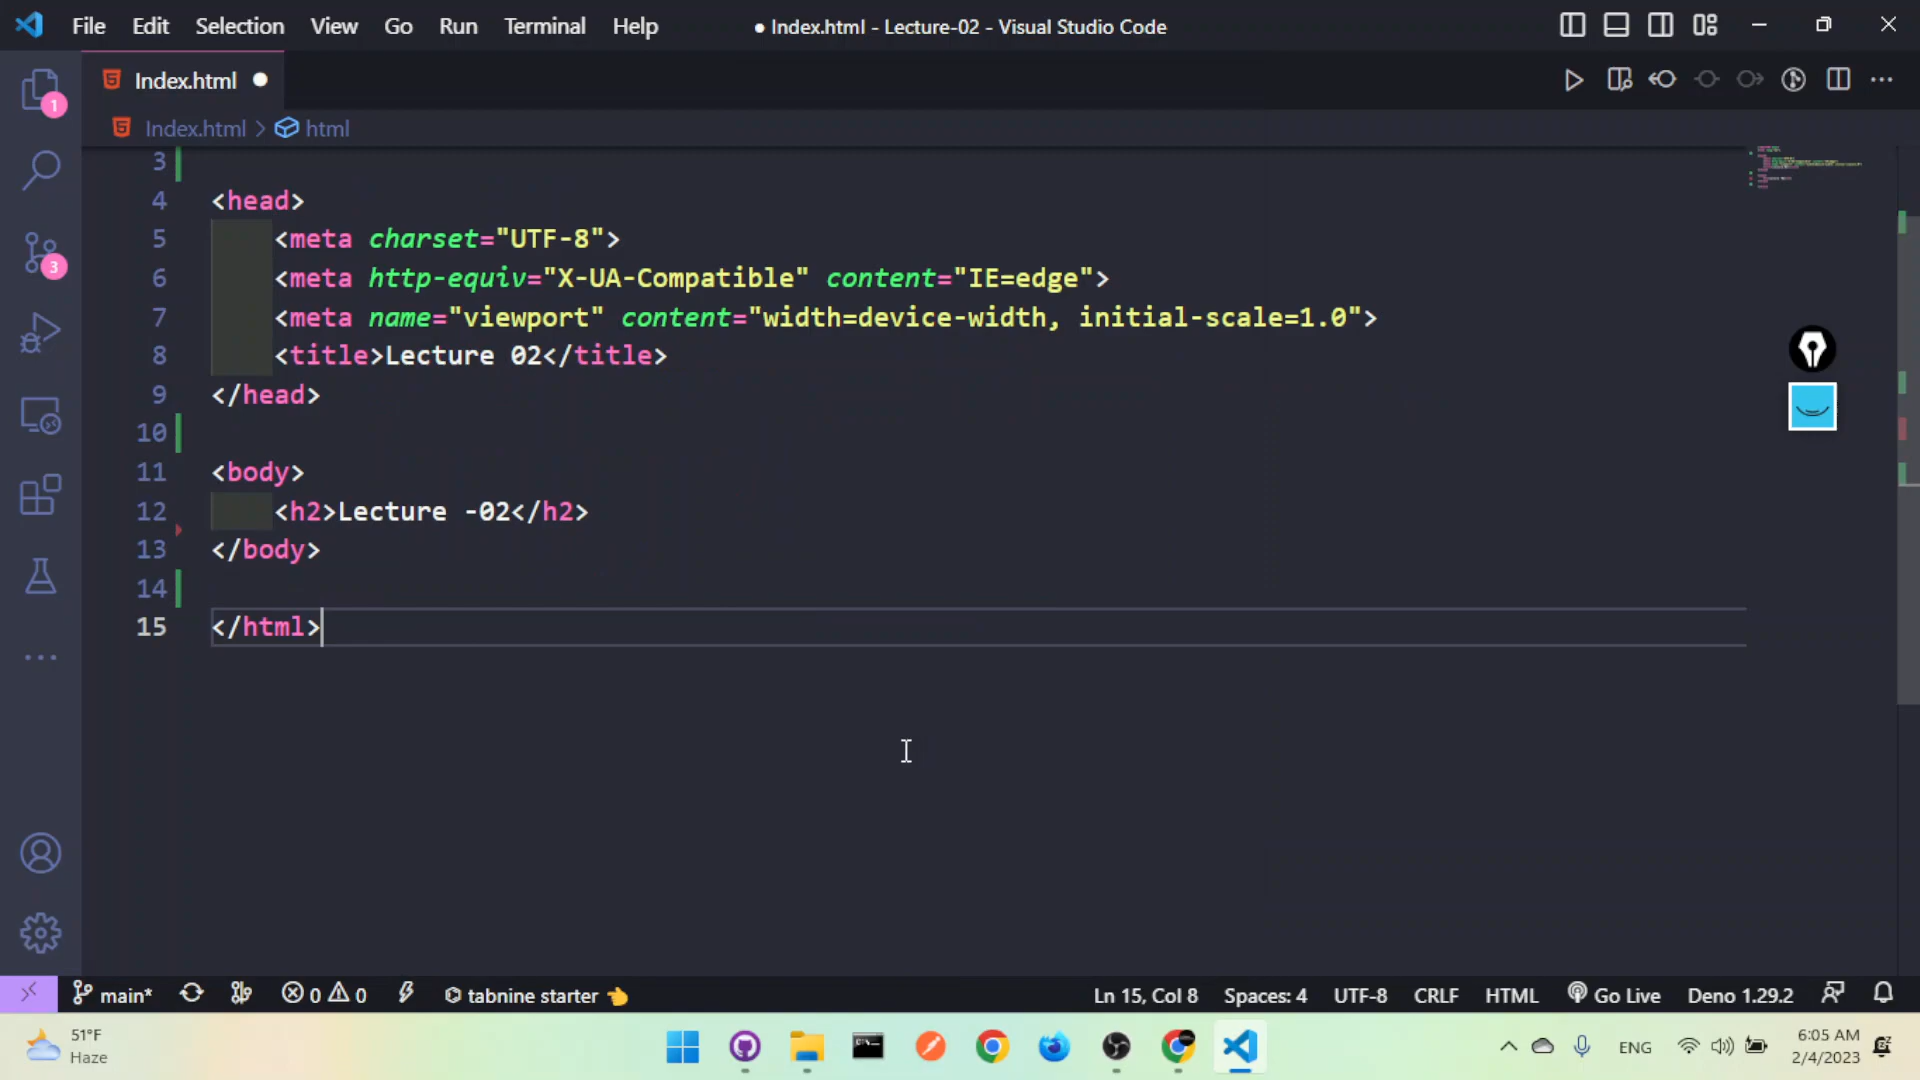 File Edit Selection View Go Run Terminal Help
● Index.html - Lecture-02 - Visual Studio Code
Index.html
Index.html > html
1
3
3
4 <head>
5 <meta charset="UTF-8">
6 <meta http-equiv="X-UA-Compatible" content="IE=edge">
7 <meta name="viewport" content="width=device-width, initial-scale=1.0">
8 <title>Lecture 02</title>
9 </head>
10
11 <body>
12 <h2>Lecture -02</h2>
13 </body>
14
15 </html>
main* 0 0 tabnine starter Ln 15, Col 8 Spaces: 4 UTF-8 CRLF HTML Go Live Deno 1.29.2
51°F
Haze
ENG
6:05 AM
2/4/2023